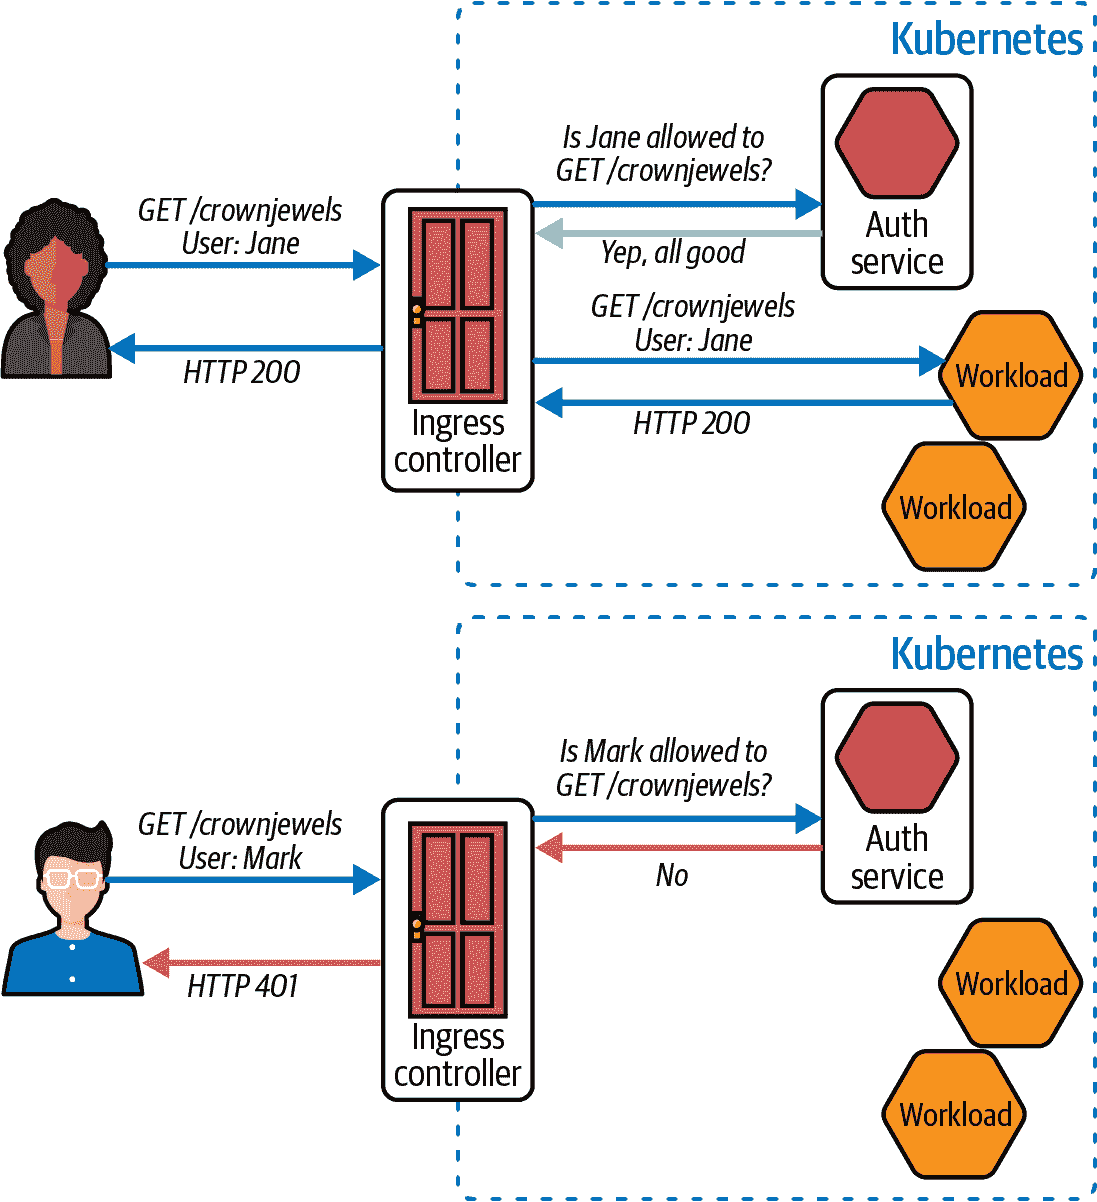 Kubernetes
Is Jane allowed to
GET /crownjewels?
GET /crownjewels
User: Jane
Yep, all good
Auth
service
GET /crownjewels
User: Jane
HTTP 200
Workload
HTTP 200
Ingress
controller
Workload
Kubernetes
Is Mark allowed to
GET /crownjewels?
GET /crownjewels
User: Mark
No
Auth
service
HTTP 401
Workload
Ingress
controller
Workload